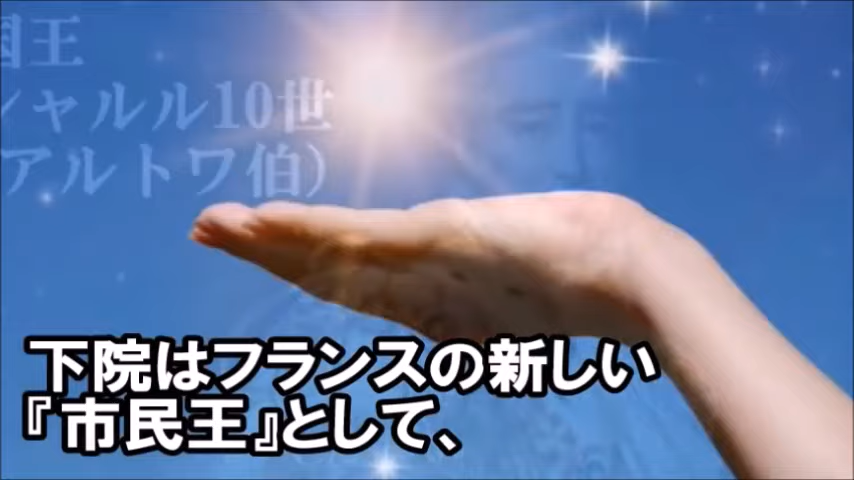 国王
シャルル10世
アルトワ伯）
下院はフランスの新しい
『市民王』として、